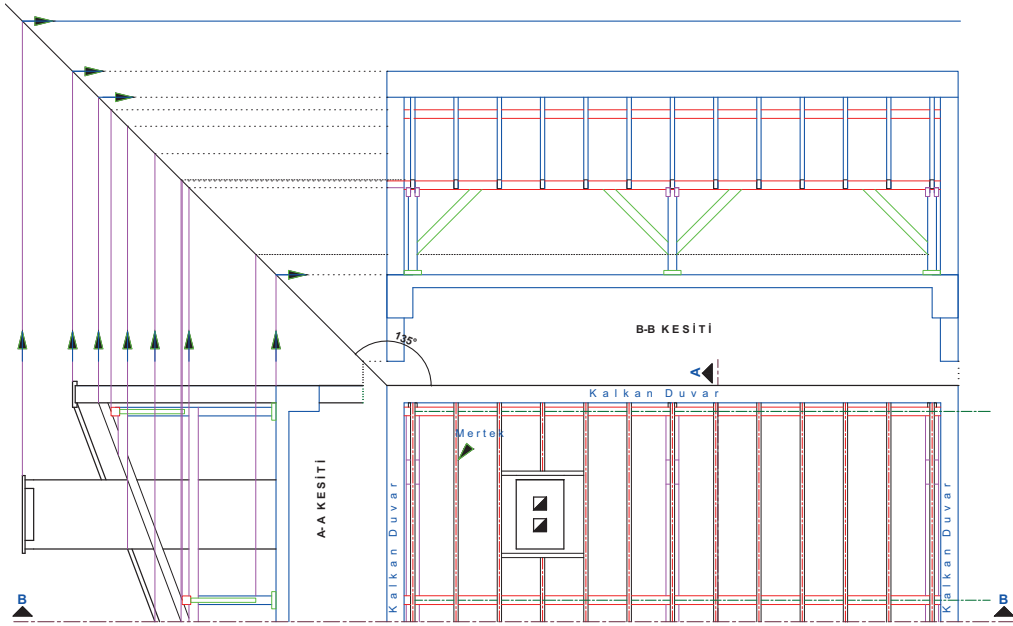 135°
B-B KESİTİ
A
Kalkan Duvar
Mertek
A-A KESİTİ
Kalkan Duvar
Kalkan Duvar
B
B